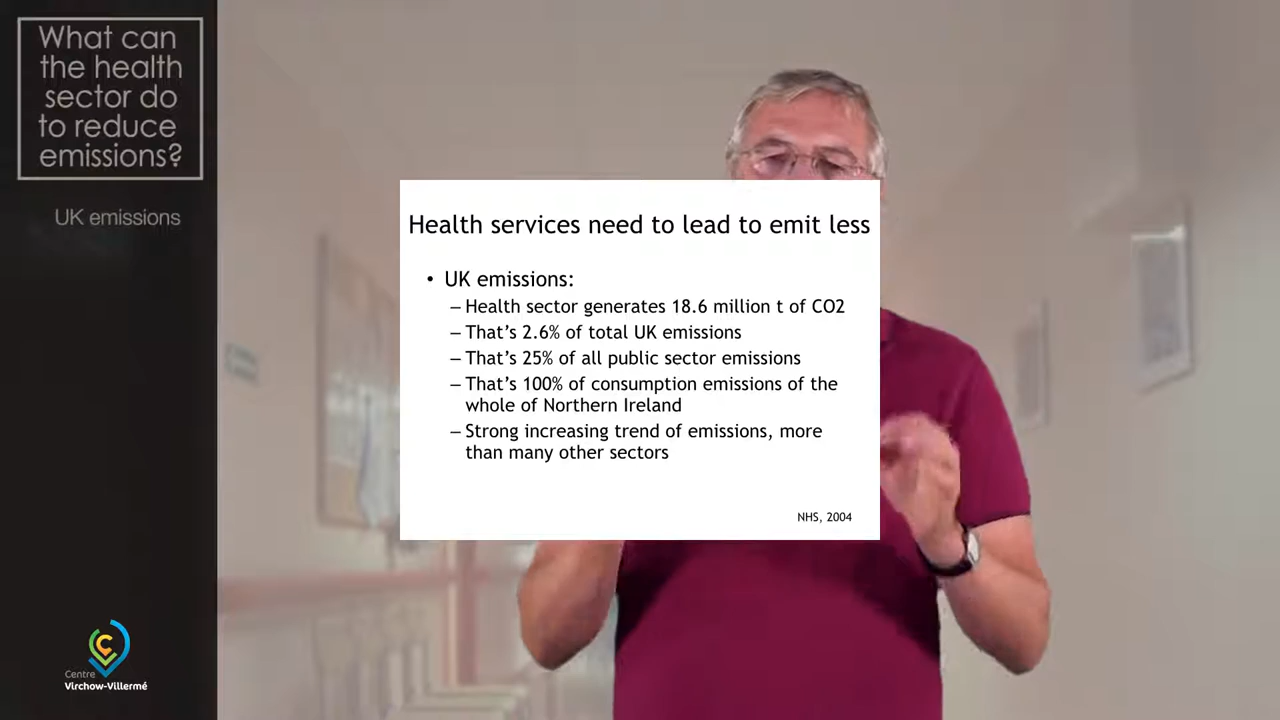 What can
the health
sector do
to reduce
emissions?
UK emissions
Health services need to lead to emit less
• UK emissions:
– Health sector generates 18.6 million t of CO2
– That's 2.6% of total UK emissions
– That's 25% of all public sector emissions
– That's 100% of consumption emissions of the
whole of Northern Ireland
– Strong increasing trend of emissions, more
than many other sectors
NHS, 2004
C
Centre
Virchow-Villermé